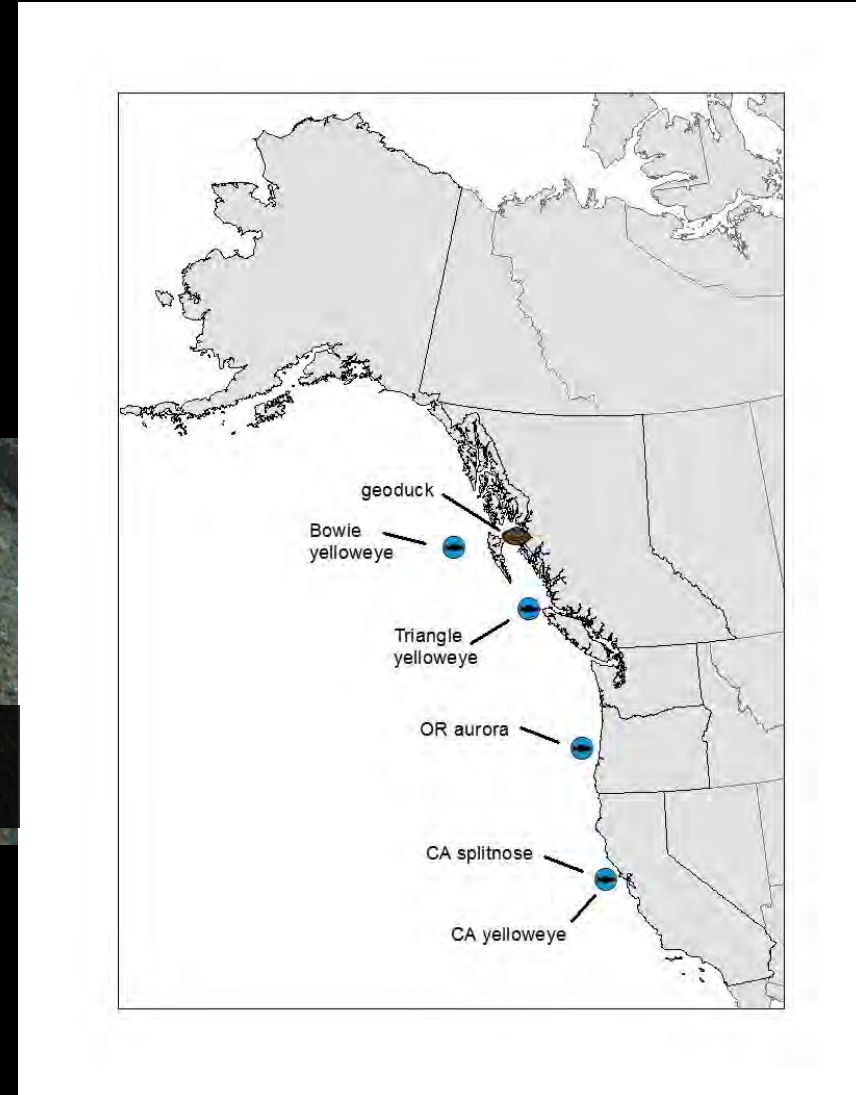 geoduck
Bowie
yelloweye
Triangle
yelloweye
OR aurora
CA splitnose
CA yelloweye